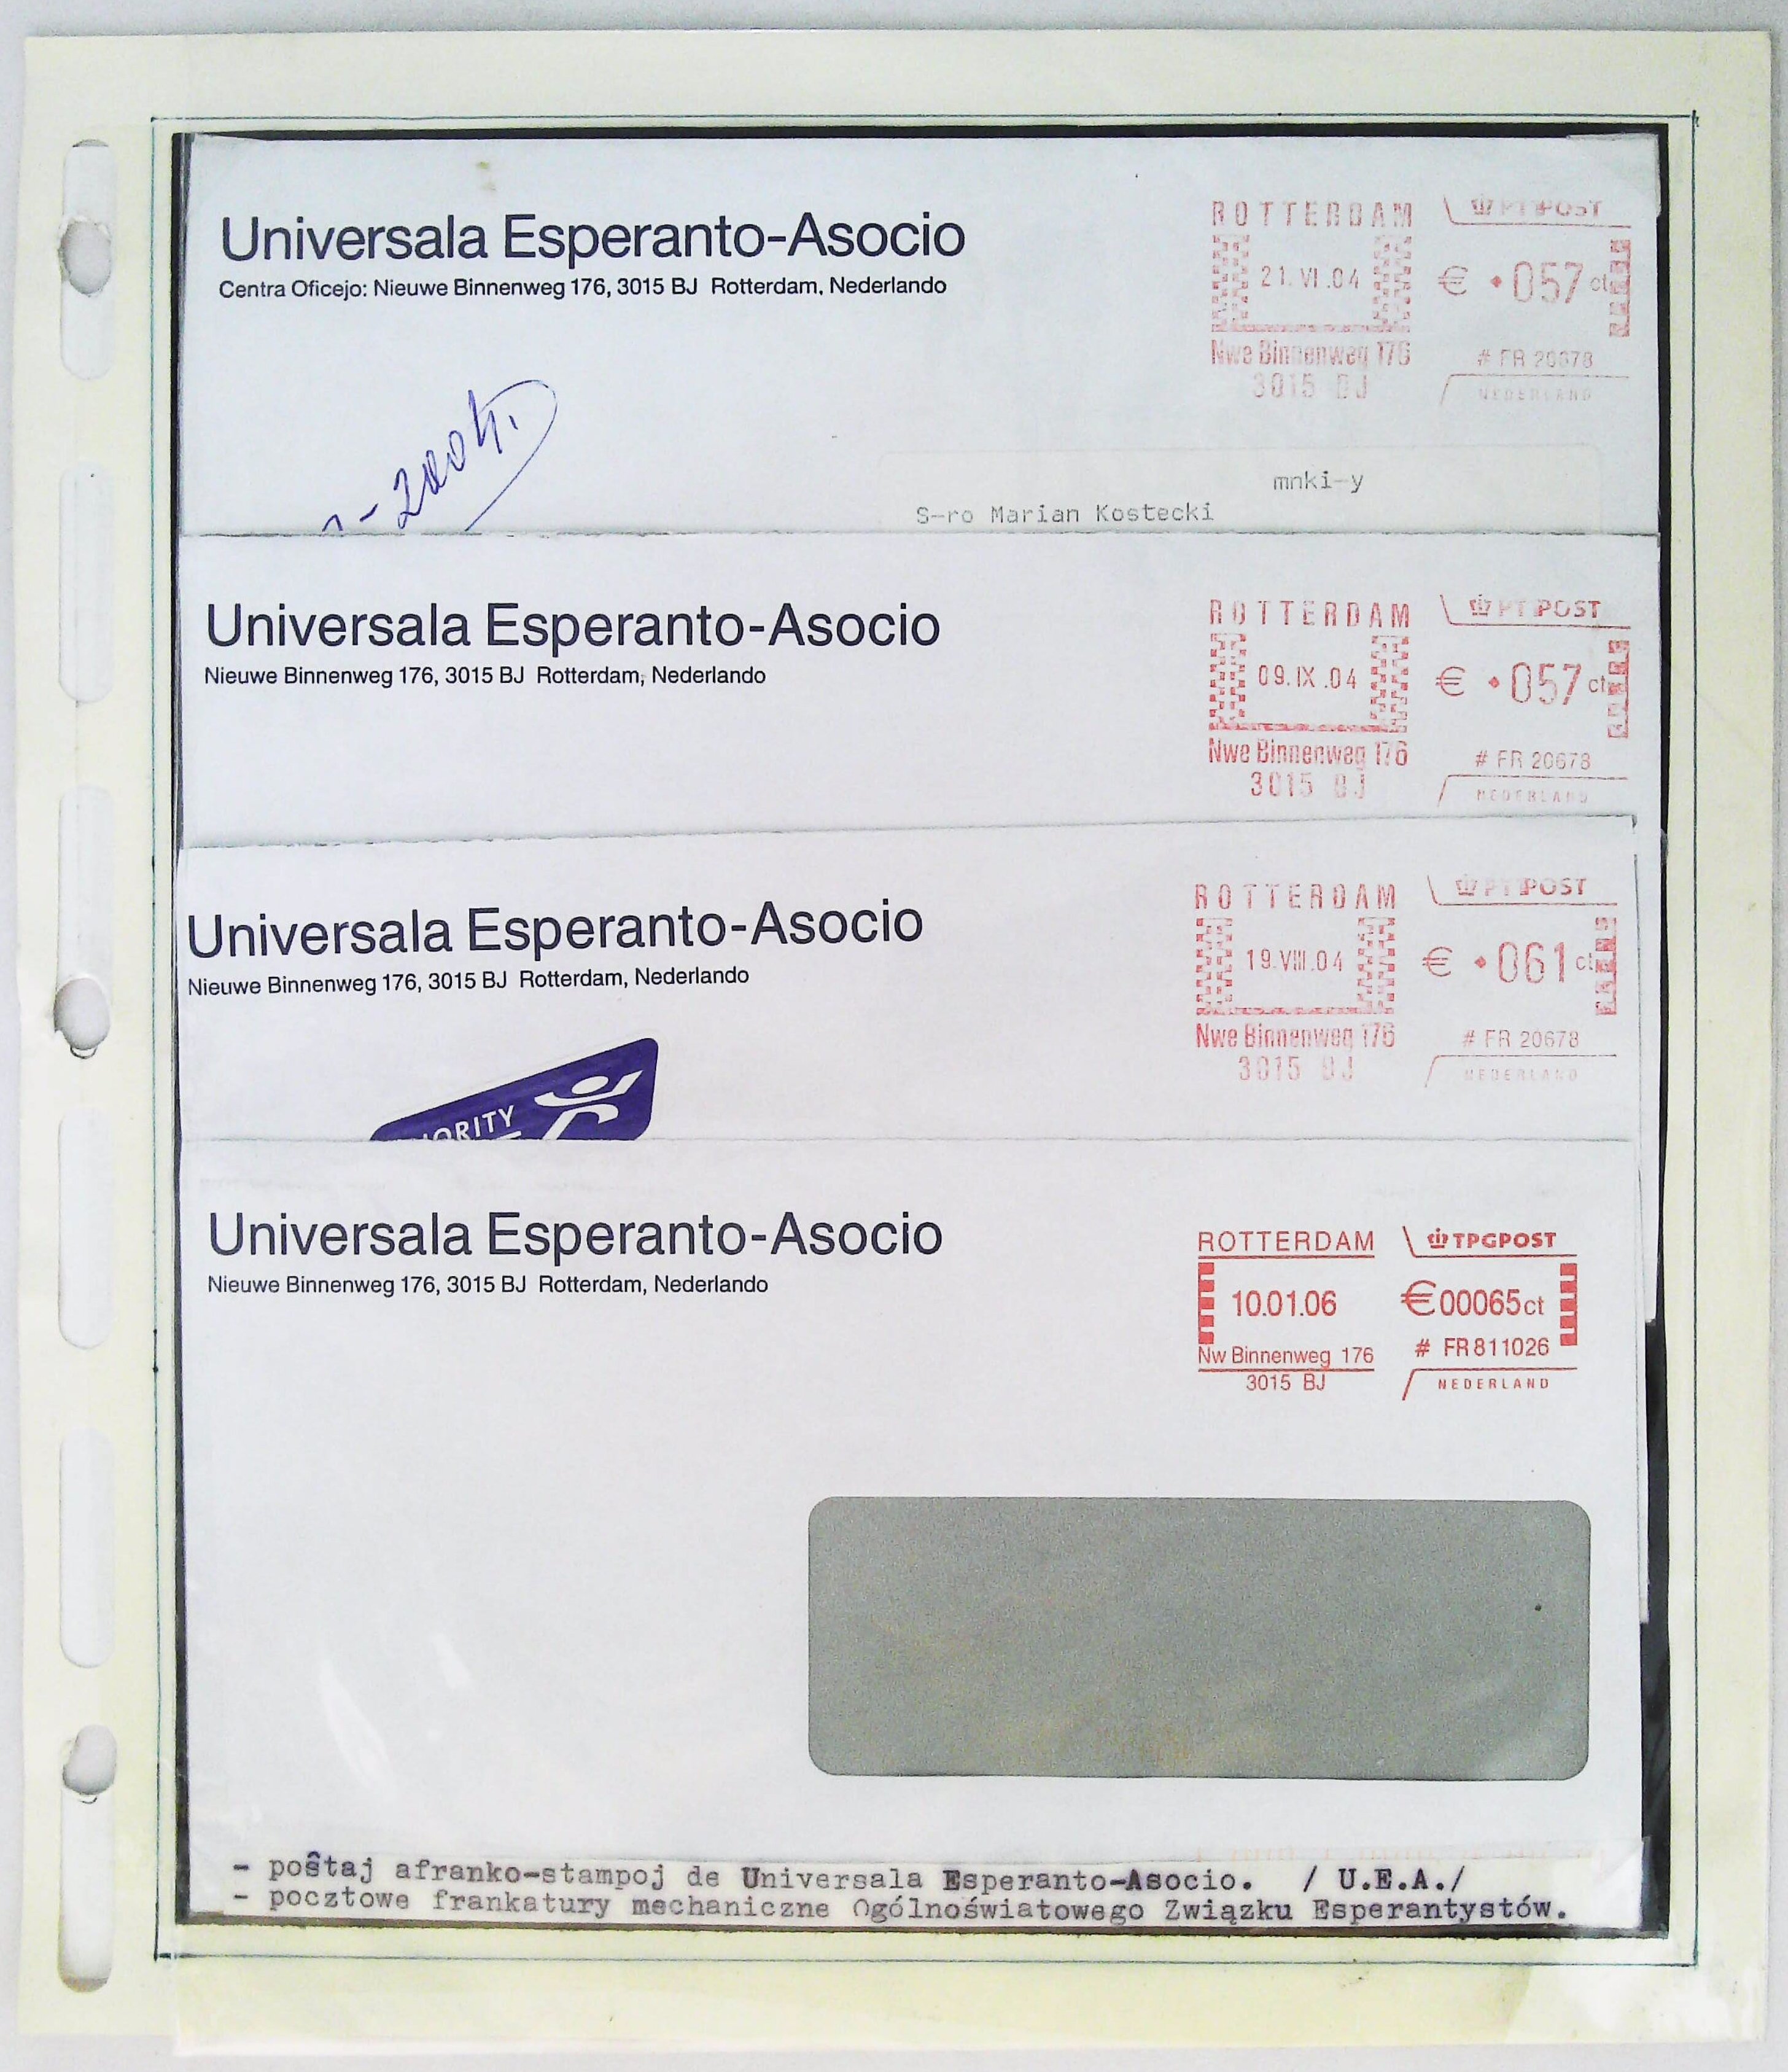 Universala Esperanto-Asocio
Centra Oficejo: Nieuwe Binnenweg 176, 3015 BJ Rotterdam, Nederlando
ROTTERDAM
POST
21.VI.04
€ 057 ct
Nwe Binnenweg 176
# FR 20678
3015 BJ
NEDERLAND
-2004.
mnki-y
S-ro Marian Kostecki
Universala Esperanto-Asocio
Nieuwe Binnenweg 176, 3015 BJ Rotterdam, Nederlando
ROTTERDAM
POST
09.IX.04
€ 057 ct
Nwe Binnenweg 176
# FR 20678
3015 BJ
NEDERLAND
Universala Esperanto-Asocio
Nieuwe Binnenweg 176, 3015 BJ Rotterdam, Nederlando
ROTTERDAM
POST
19.VIII.04
€ 061 ct
Nwe Binnenweg 176
# FR 20678
3015 BJ
NEDERLAND
ORITY
Universala Esperanto-Asocio
Nieuwe Binnenweg 176, 3015 BJ Rotterdam, Nederlando
ROTTERDAM
TPGPOST
10.01.06
€00065ct
Nw Binnenweg 176
# FR811026
3015 BJ
NEDERLAND
- poŝtaj afranko-stampoj de Universala Esperanto-Asocio. / U.E.A./
- pocztowe frankatury mechaniczne Ogólnoświatowego Związku Esperantystów.